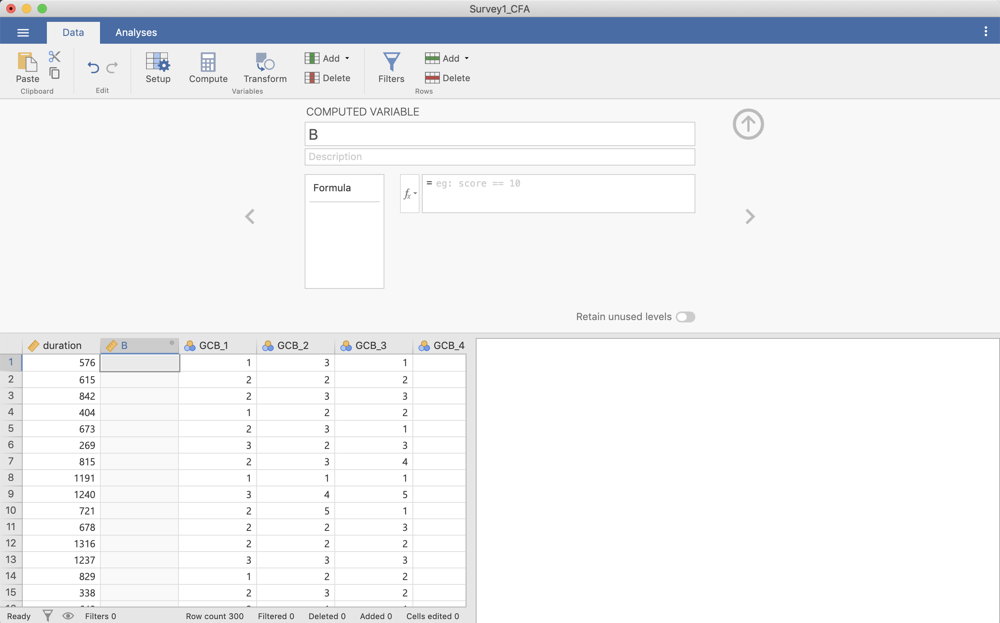 Survey1_CFA
Data Analyses
Paste Setup Compute Transform Add Delete Filters Add Delete
Clipboard Edit Variables Rows
COMPUTED VARIABLE
B
Description
Formula
fx = eg: score == 10
Retain unused levels
duration B GCB_1 GCB_2 GCB_3 GCB_4
1 576 1 3 1
2 615 2 2 2
3 842 2 3 3
4 404 1 2 2
5 673 2 3 1
6 269 3 2 3
7 815 2 3 4
8 1191 1 1 1
9 1240 3 4 5
10 721 2 5 1
11 678 2 2 3
12 1316 2 2 2
13 1237 3 3 3
14 829 1 2 2
15 338 2 3 2
Ready Filters 0 Row count 300 Filtered 0 Deleted 0 Added 0 Cells edited 0